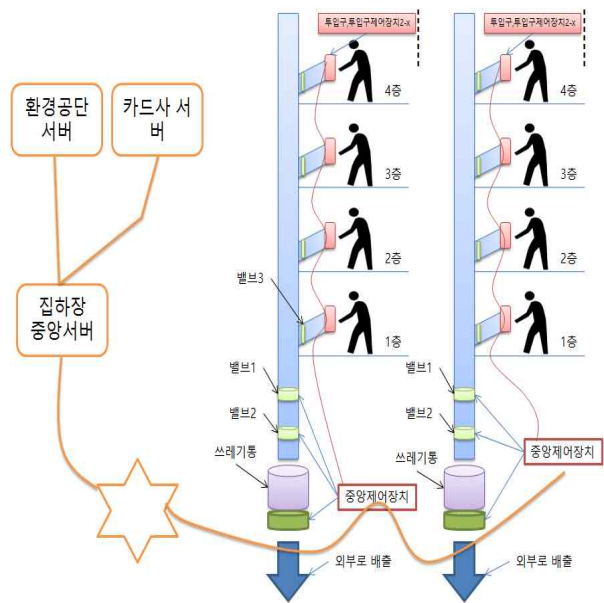 투입구,투입구제어장치2-x
투입구,투입구제어장치2-x
환경공단
서버
카드사 서
버
4층
4층
3층
3층
2층
2층
밸브3
집하장
중앙서버
1층
1층
밸브1
밸브1
밸브2
밸브2
쓰레기통
쓰레기통
중앙제어장치
중앙제어장치
외부로 배출
외부로 배출